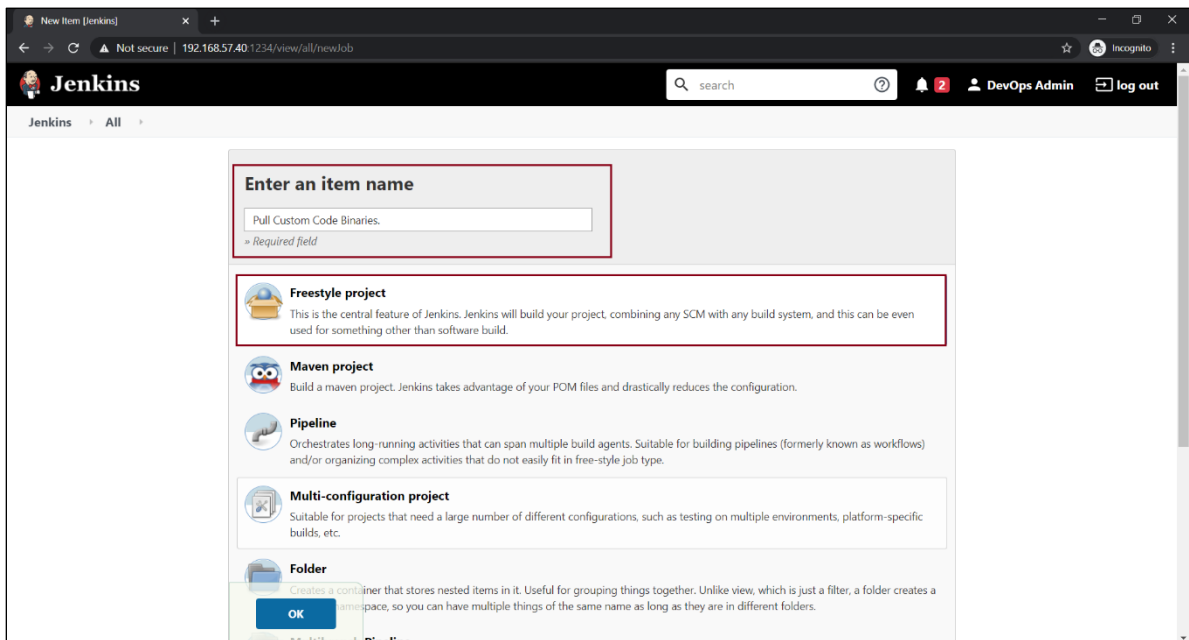 New Item [Jenkins]
Not secure | 192.168.57.40:1234/view/all/newJob
Incognito
Jenkins
search
2
DevOps Admin
log out
Jenkins
All
Enter an item name
Pull Custom Code Binaries.
» Required field
Freestyle project
This is the central feature of Jenkins. Jenkins will build your project, combining any SCM with any build system, and this can be even
used for something other than software build.
Maven project
Build a maven project. Jenkins takes advantage of your POM files and drastically reduces the configuration.
Pipeline
Orchestrates long-running activities that can span multiple build agents. Suitable for building pipelines (formerly known as workflows)
and/or organizing complex activities that do not easily fit in free-style job type.
Multi-configuration project
Suitable for projects that need a large number of different configurations, such as testing on multiple environments, platform-specific
builds, etc.
Folder
Creates a container that stores nested items in it. Useful for grouping things together. Unlike view, which is just a filter, a folder creates a
space, so you can have multiple things of the same name as long as they are in different folders.
OK